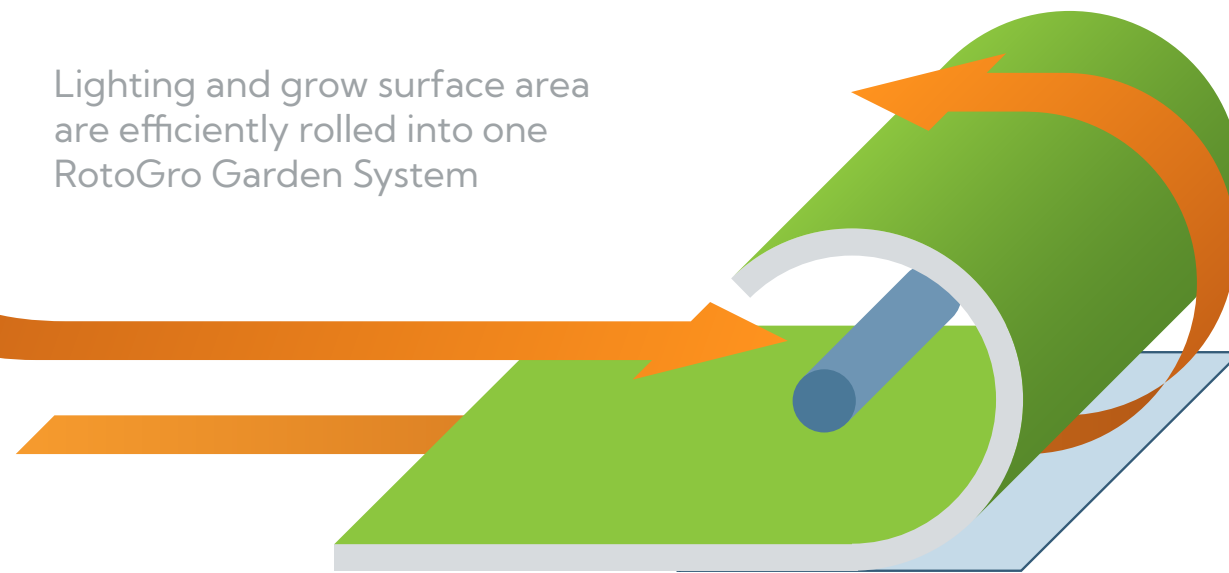 Lighting and grow surface area
are efficiently rolled into one
RotoGro Garden System